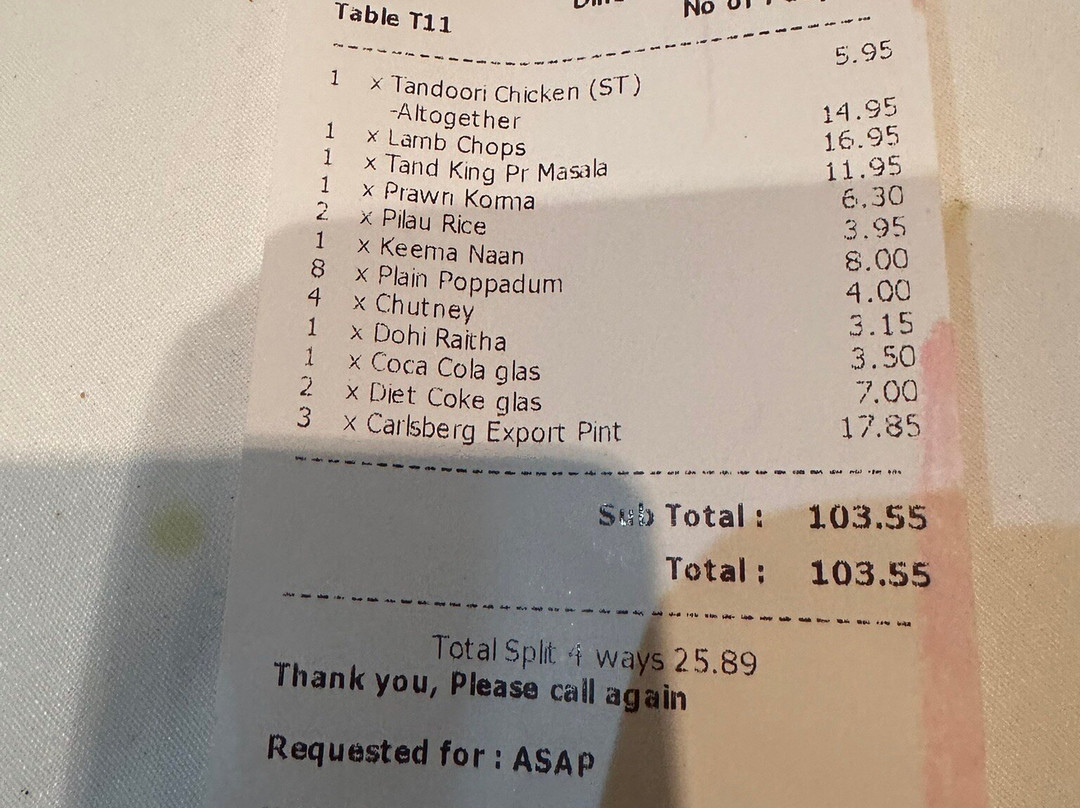 Table T11
No of
1 x Tandoori Chicken (ST) 5.95
-Altogether
1 x Lamb Chops 14.95
1 x Tand King Pr Masala 16.95
1 x Prawn Korma 11.95
2 x Pilau Rice 6.30
1 x Keema Naan 3.95
8 x Plain Poppadum 8.00
4 x Chutney 4.00
1 x Dohi Raitha 3.15
1 x Coca Cola glas 3.50
2 x Diet Coke glas 7.00
3 x Carlsberg Export Pint 17.85
Sub Total : 103.55
Total : 103.55
Total Split 4 ways 25.89
Thank you, Please call again
Requested for : ASAP